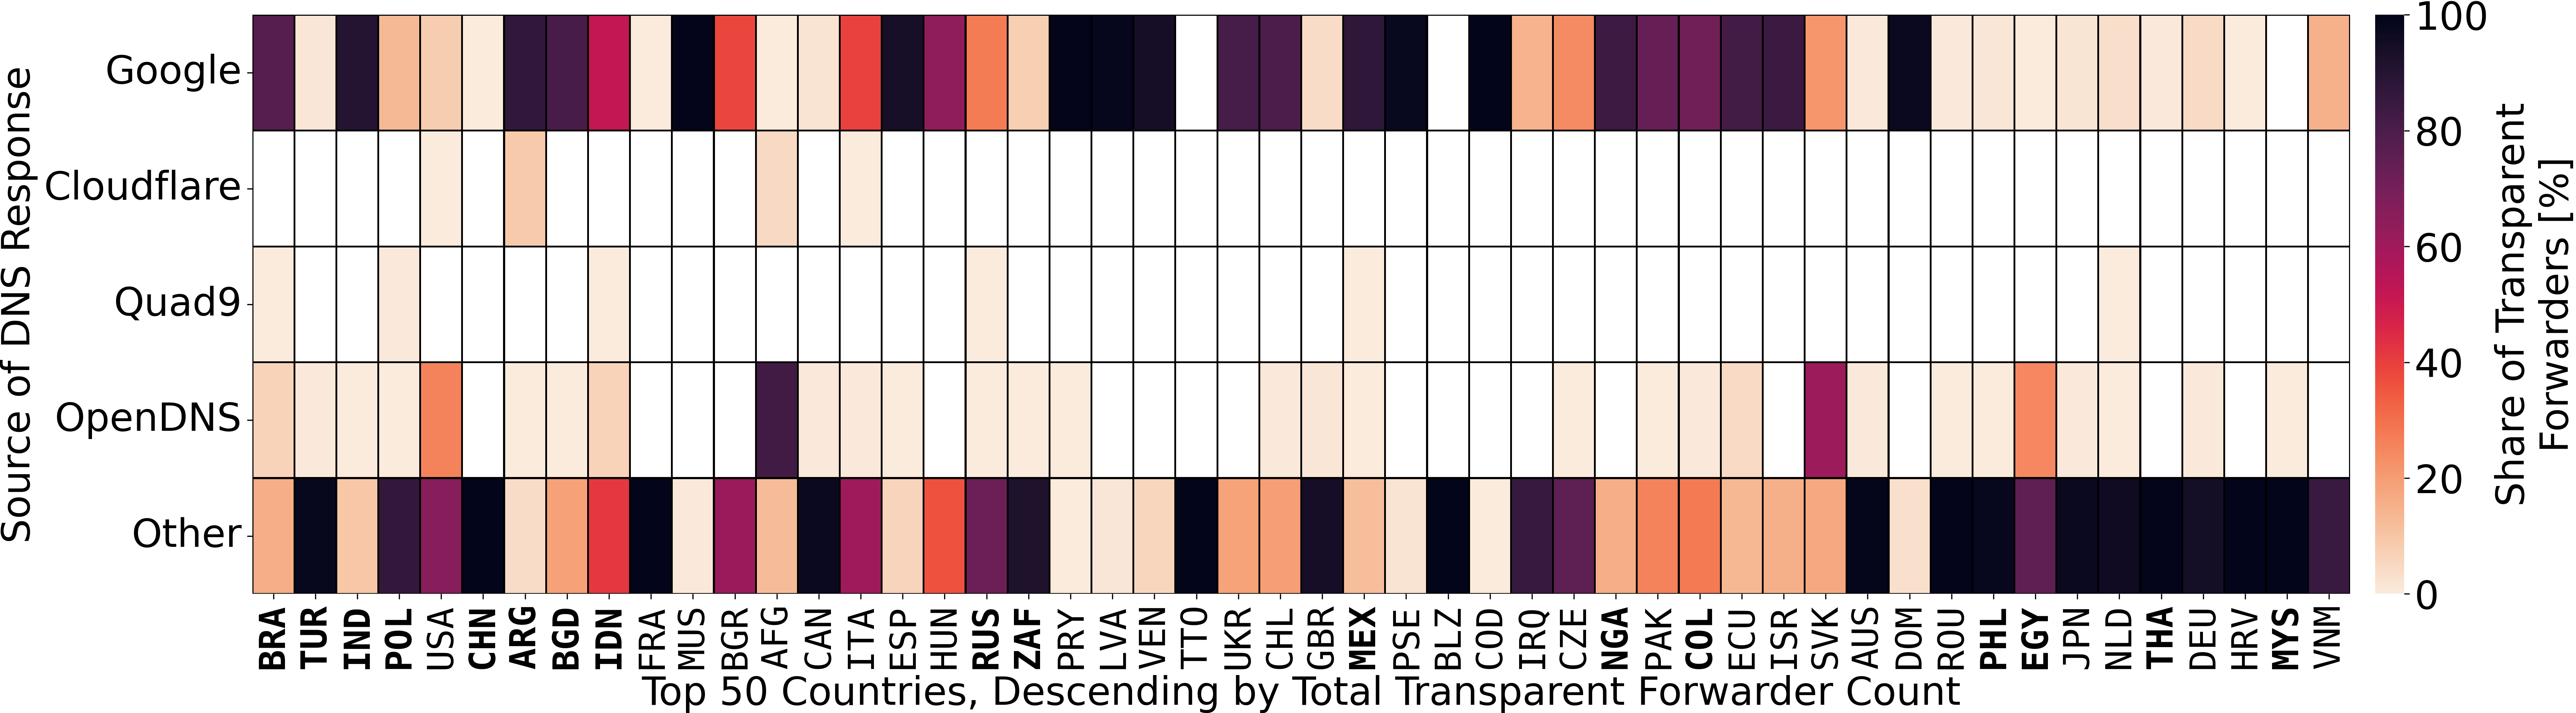 Source of DNS Response
Google
Cloudflare
Quad9
OpenDNS
Other
BRA
TUR
IND
POL
USA
CHN
ARG
BGD
IDN
FRA
MUS
BGR
AFG
CAN
ITA
ESP
HUN
RUS
ZAF
PRY
LVA
VEN
TTO
UKR
CHL
GBR
MEX
PSE
BLZ
COD
IRQ
CZE
NGA
PAK
COL
ECU
ISR
SVK
AUS
DOM
ROU
PHL
EGY
JPN
NLD
THA
DEU
HRV
MYS
VNM
Top 50 Countries, Descending by Total Transparent Forwarder Count
100
80
60
40
20
0
Share of Transparent
Forwarders [%]